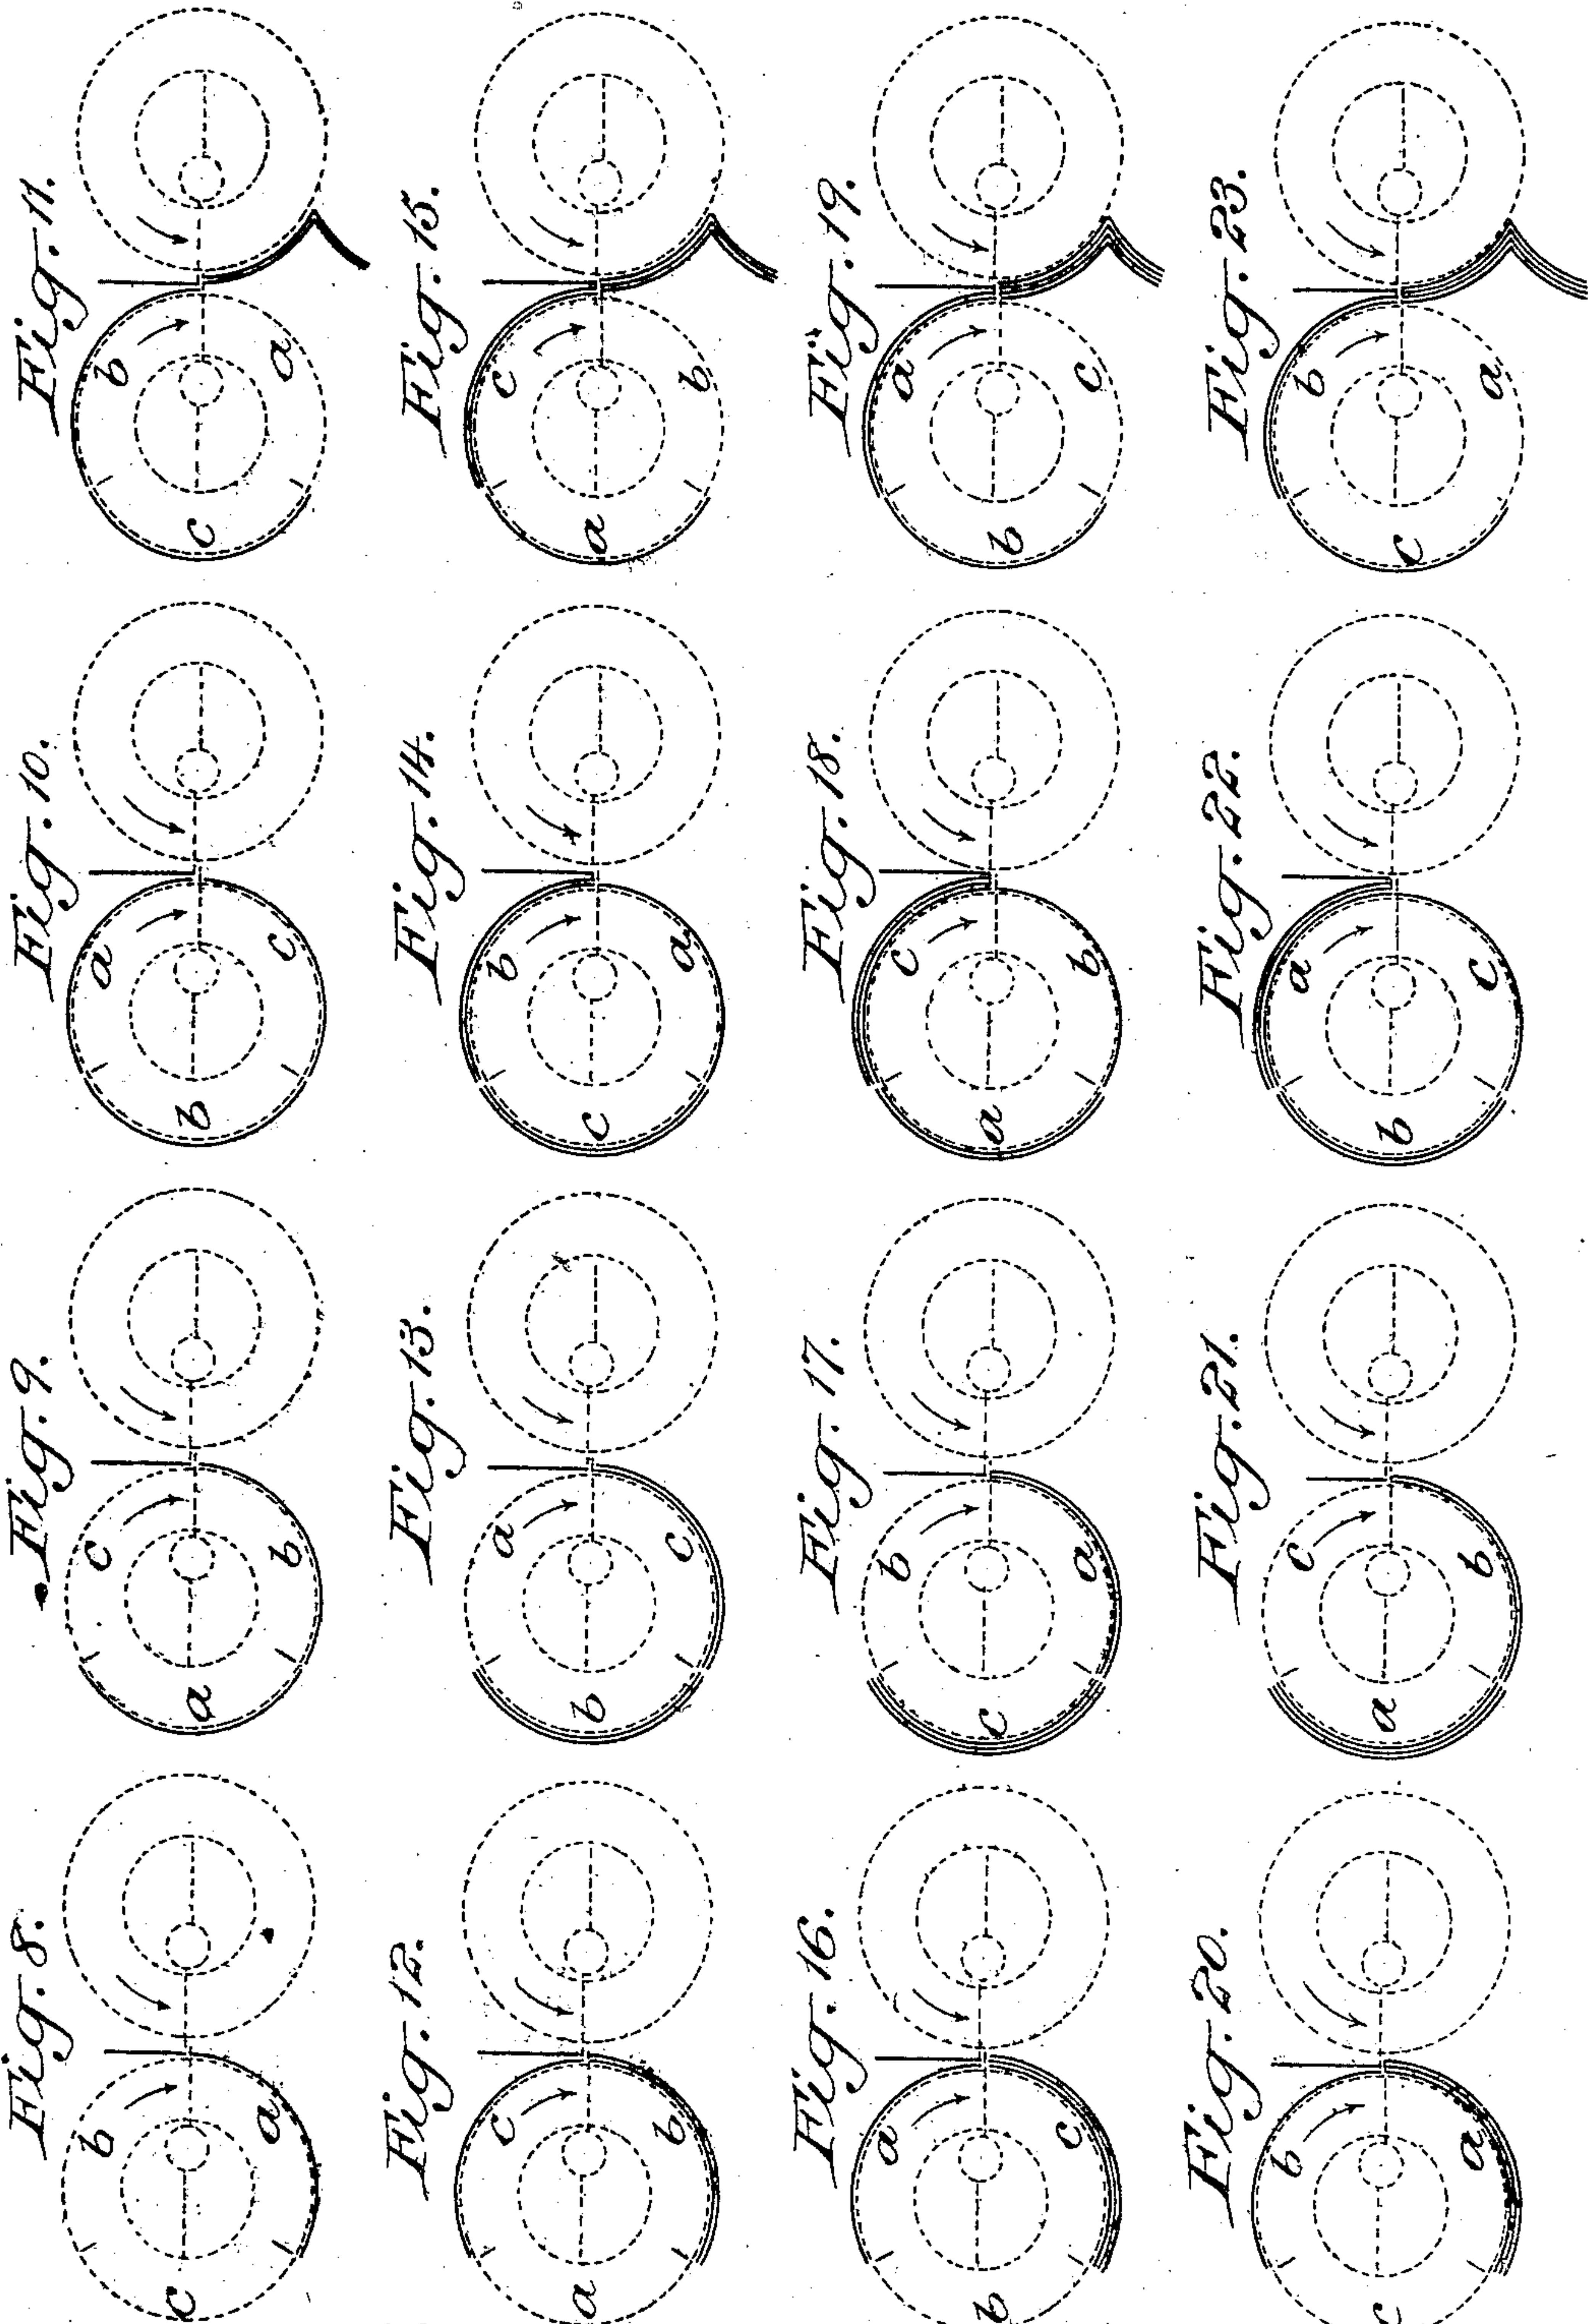 Fig. 11.
b
a
c
Fig. 15.
c
b
a
Fig. 19.
a
c
b
Fig. 23.
b
a
c
Fig. 10.
a
c
b
Fig. 14.
b
a
c
Fig. 18.
c
b
a
Fig. 22.
a
c
b
Fig. 9.
c
b
a
Fig. 13.
a
c
b
Fig. 17.
b
a
c
Fig. 21.
c
b
a
Fig. 8.
b
a
c
Fig. 12.
c
b
a
Fig. 16.
a
c
b
Fig. 20.
b
a
c